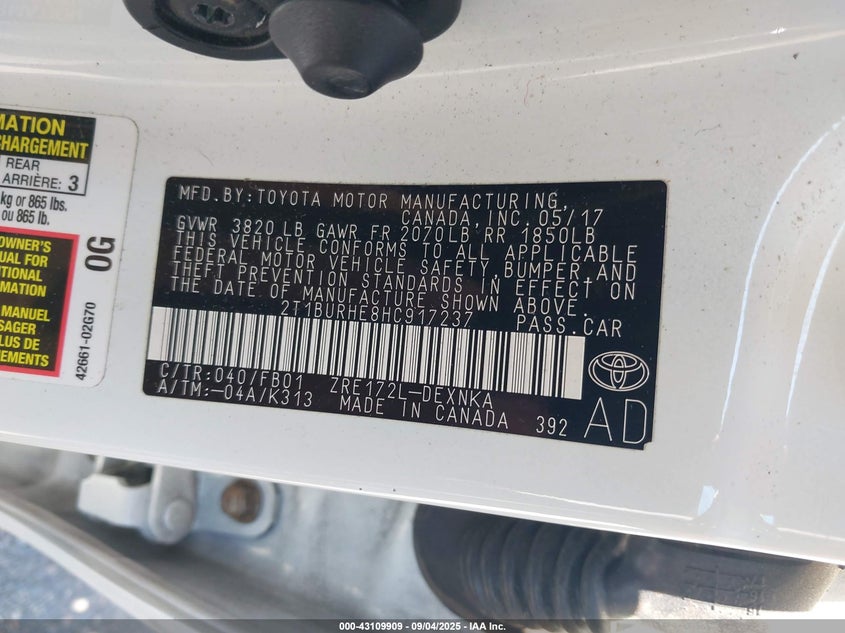 MATION
CHARGEMENT
REAR
ARRIÈRE: 3
kg or 865 lbs.
ou 865 lb.
OWNER'S
UAL FOR
ITIONAL
RMATION
MANUEL
SAGER
PLUS DE
EMENTS
42661-02G70
0G
MFD.BY:TOYOTA MOTOR MANUFACTURING,
CANADA, INC. 05/17
GVWR 3820 LB GAWR FR 2070LB, RR 1850LB
THIS VEHICLE CONFORMS TO ALL APPLICABLE
FEDERAL MOTOR VEHICLE SAFETY, BUMPER, AND
THEFT PREVENTION STANDARDS IN EFFECT ON
THE DATE OF MANUFACTURE SHOWN ABOVE.
2T1BURHE8HC917237 PASS.CAR
C/TR:040/FB01 ZRE172L-DEXNKA
A/TM:-04A/K313 MADE IN CANADA 392
AD
000-43109909 | 09/04/2025 | IAA, Inc.